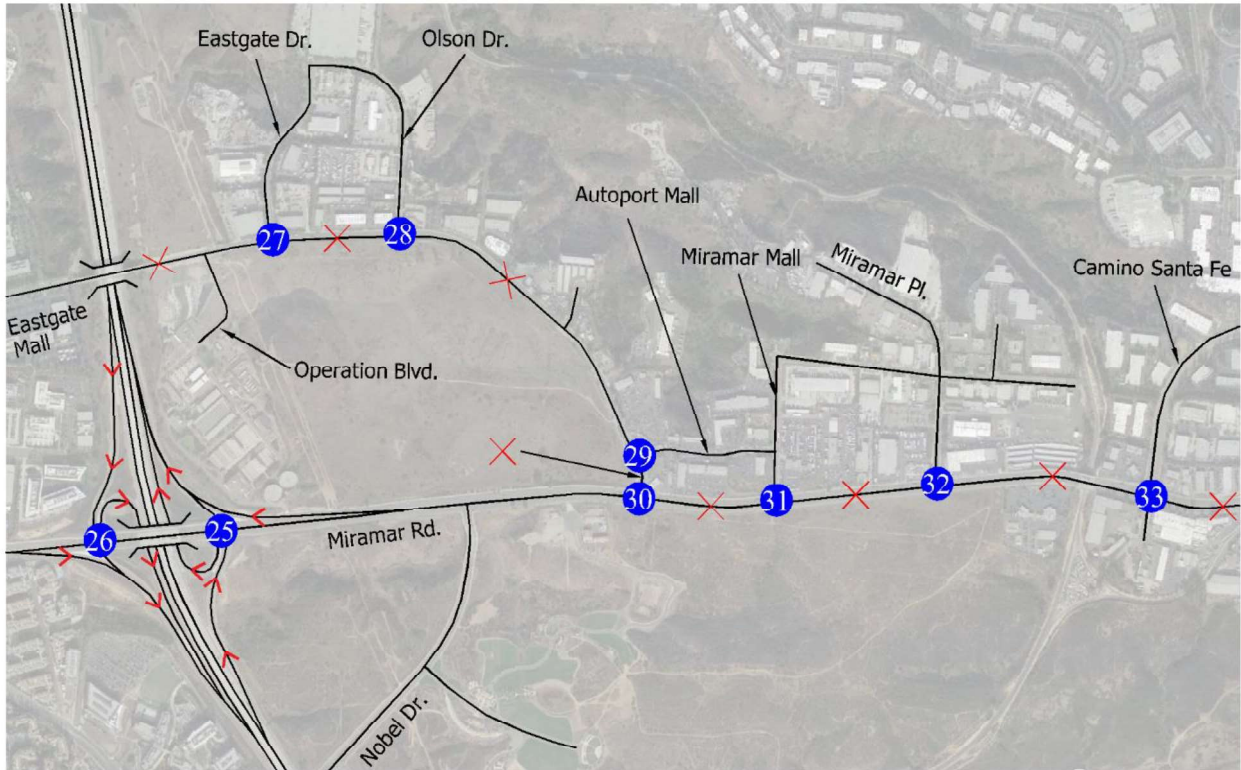 Eastgate Dr.
Olson Dr.
Autoport Mall
27
28
Miramar Mall
Miramar Pl.
Camino Santa Fe
Eastgate
Mall
Operation Blvd.
29
30
31
32
33
26
25
Miramar Rd.
Nobel Dr.